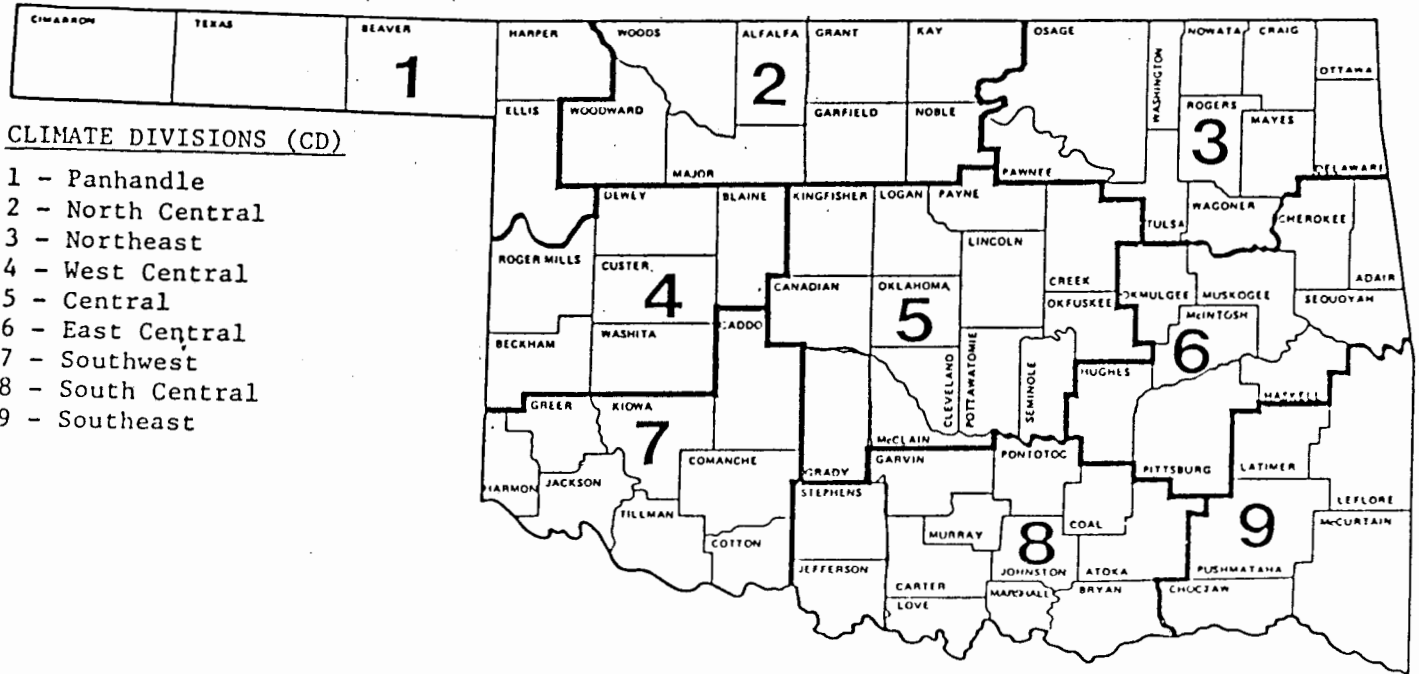 CIMARRON
TEXAS
BEAVER
1
HARPER
ELLIS
WOODS
WOODWARD
ALFALFA
2
MAJOR
GRANT
GARFIELD
KAY
NOBLE
OSAGE
PAWNEE
WASHINGTON
NOWATA
CRAIG
OTTAWA
ROGERS
MAYES
3
DELAWARE
TULSA
WAGONER
CHEROKEE
ADAIR
SEQUOYAH
CLIMATE DIVISIONS (CD)
1 - Panhandle
2 - North Central
3 - Northeast
4 - West Central
5 - Central
6 - East Central
7 - Southwest
8 - South Central
9 - Southeast
DEWEY
BLAINE
ROGER MILLS
CUSTER
4
BECKHAM
WASHITA
CADDO
KINGFISHER
LOGAN
PAYNE
LINCOLN
CREEK
CANADIAN
OKLAHOMA
5
OKFUSKEE
CLEVELAND
POTTAWATOMIE
SEMINOLE
McCLAIN
GRADY
OKMULGEE
MUSKOGEE
McINTOSH
6
HUGHES
HASKELL
PITTSBURG
GREER
KIOWA
7
HARMON
JACKSON
COMANCHE
TILLMAN
COTTON
STEPHENS
JEFFERSON
GARVIN
PONTOTOC
MURRAY
8
COAL
JOHNSTON
ATOKA
CARTER
LOVE
MARSHALL
BRYAN
LATIMER
LEFLORE
9
McCURTAIN
PUSHMATAHA
CHOCTAW